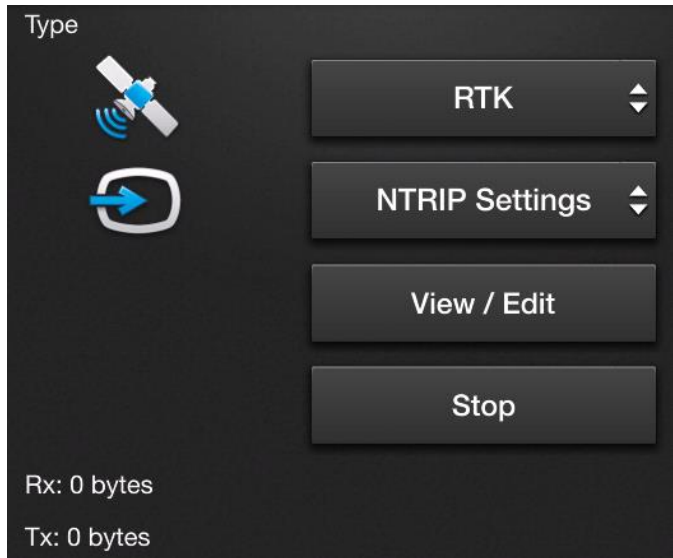 Type
RTK
NTRIP Settings
View / Edit
Stop
Rx: 0 bytes
Tx: 0 bytes